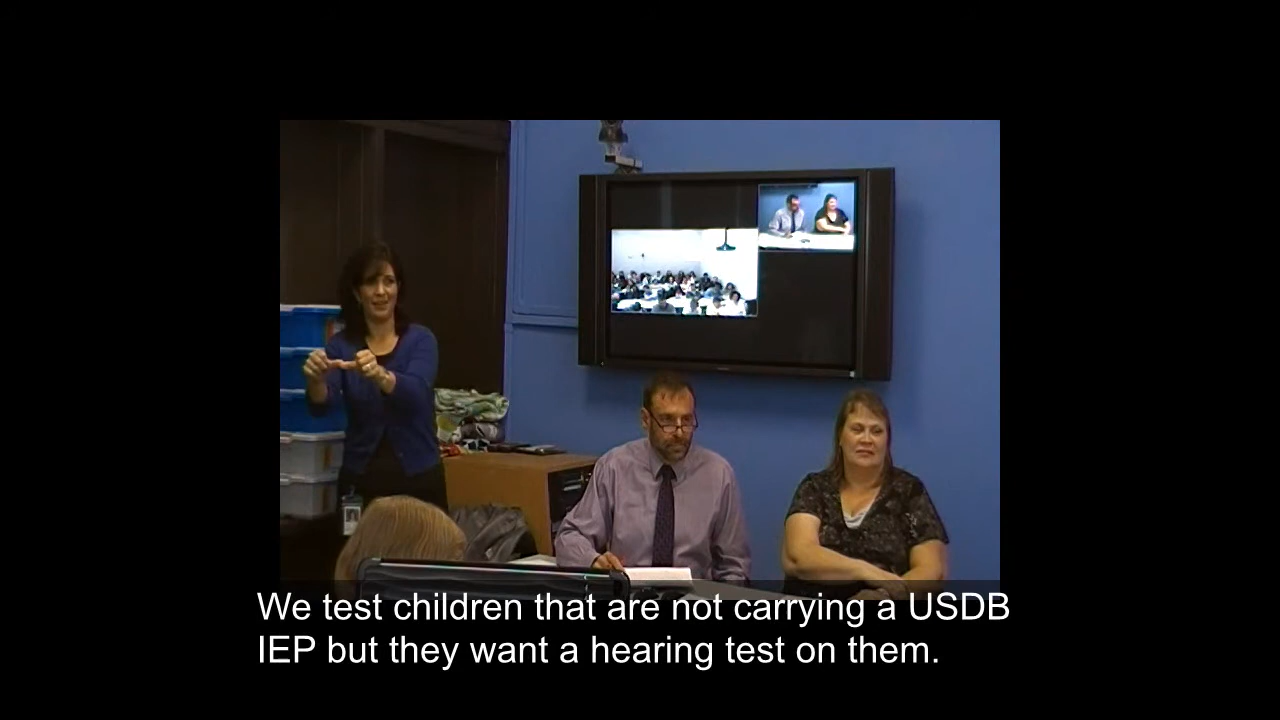 We test children that are not carrying a USDB
IEP but they want a hearing test on them.